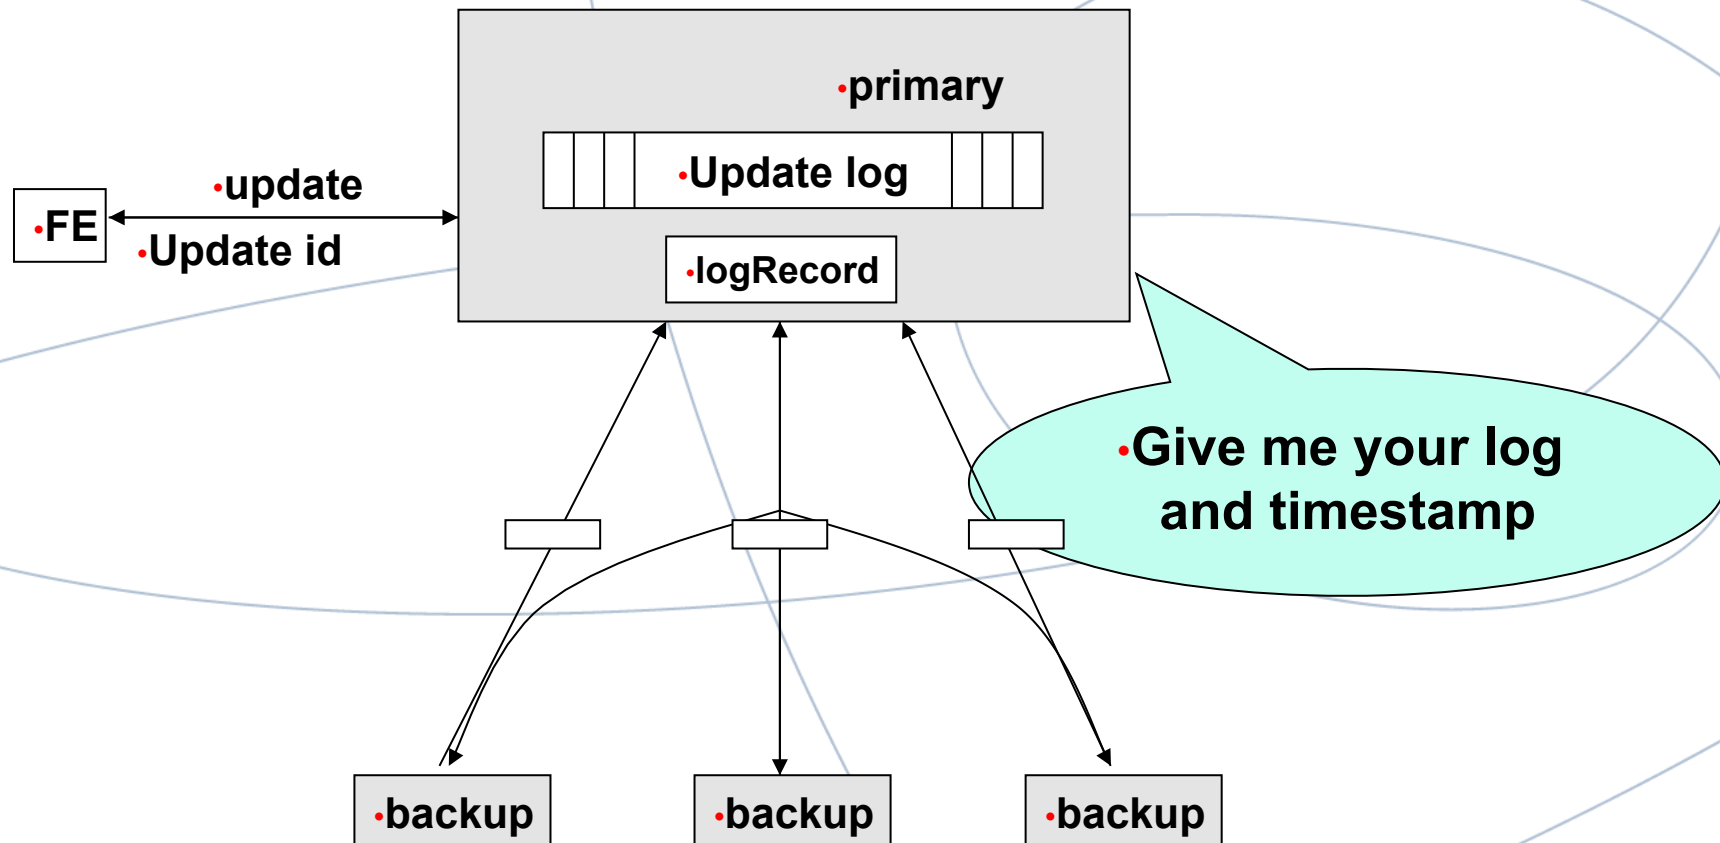 •primary
•Update log
•update
•FE
•Update id
•logRecord
•Give me your log
and timestamp
•backup
•backup
•backup